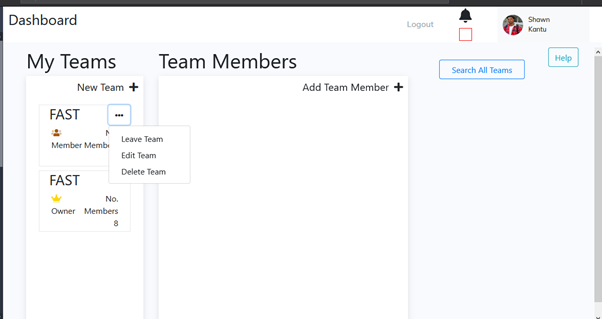 Dashboard
Logout
Shawn
Kantu
My Teams
Team Members
Search All Teams
Help
New Team +
Add Team Member +
FAST
...
Member Membe
Leave Team
Edit Team
Delete Team
FAST
No.
Owner Members
8